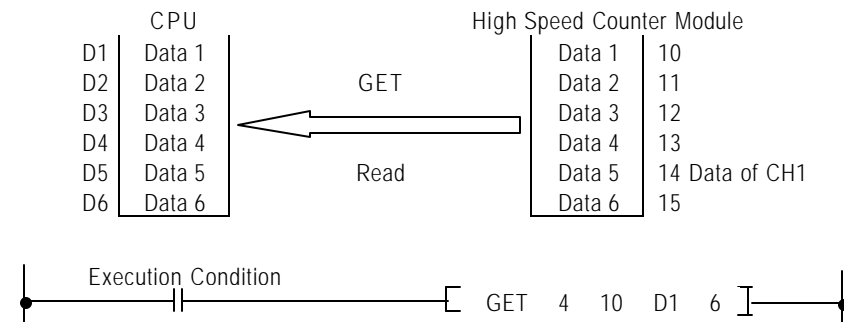 CPU High Speed Counter Module
D1 Data 1 Data 1 10
D2 Data 2 GET Data 2 11
D3 Data 3 Data 3 12
D4 Data 4 Data 4 13
D5 Data 5 Read Data 5 14 Data of CH1
D6 Data 6 Data 6 15
Execution Condition
GET 4 10 D1 6